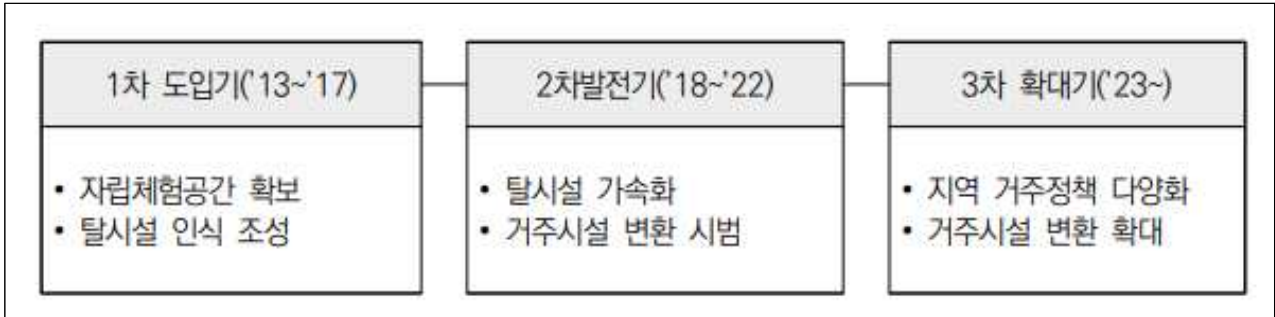 1차 도입기('13~'17)
• 자립체험공간 확보
• 탈시설 인식 조성
2차발전기('18~'22)
• 탈시설 가속화
• 거주시설 변환 시범
3차 확대기('23~)
• 지역 거주정책 다양화
• 거주시설 변환 확대